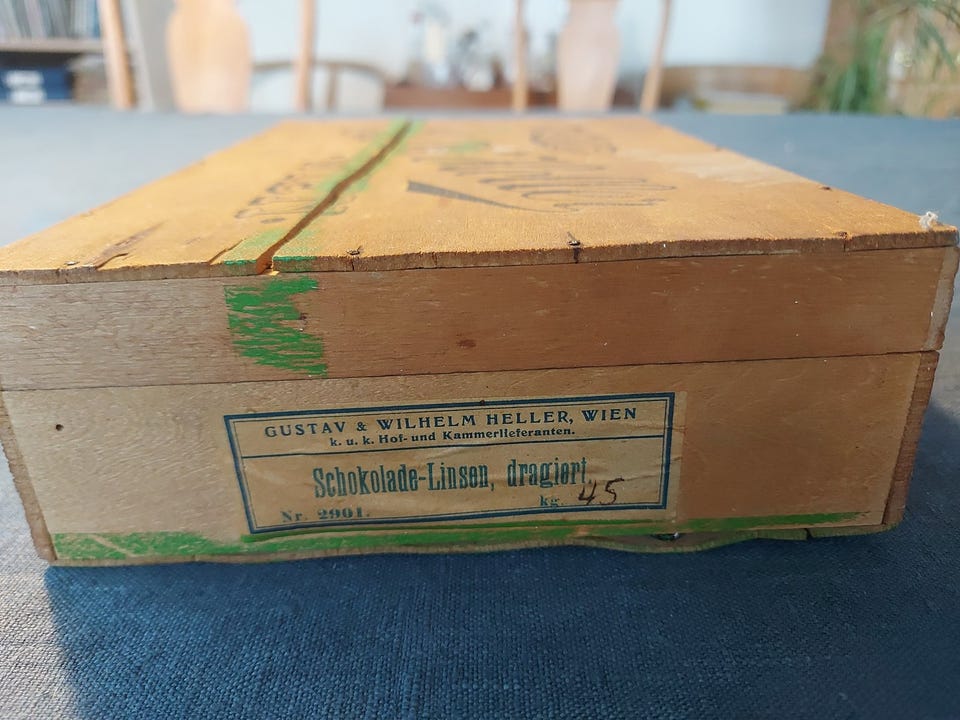 GUSTAV & WILHELM HELLER, WIEN
k. u. k. Hof- und Kammerlieferanten.
Schokolade-Linsen, dragiert
Nr. 2901. kg. 45